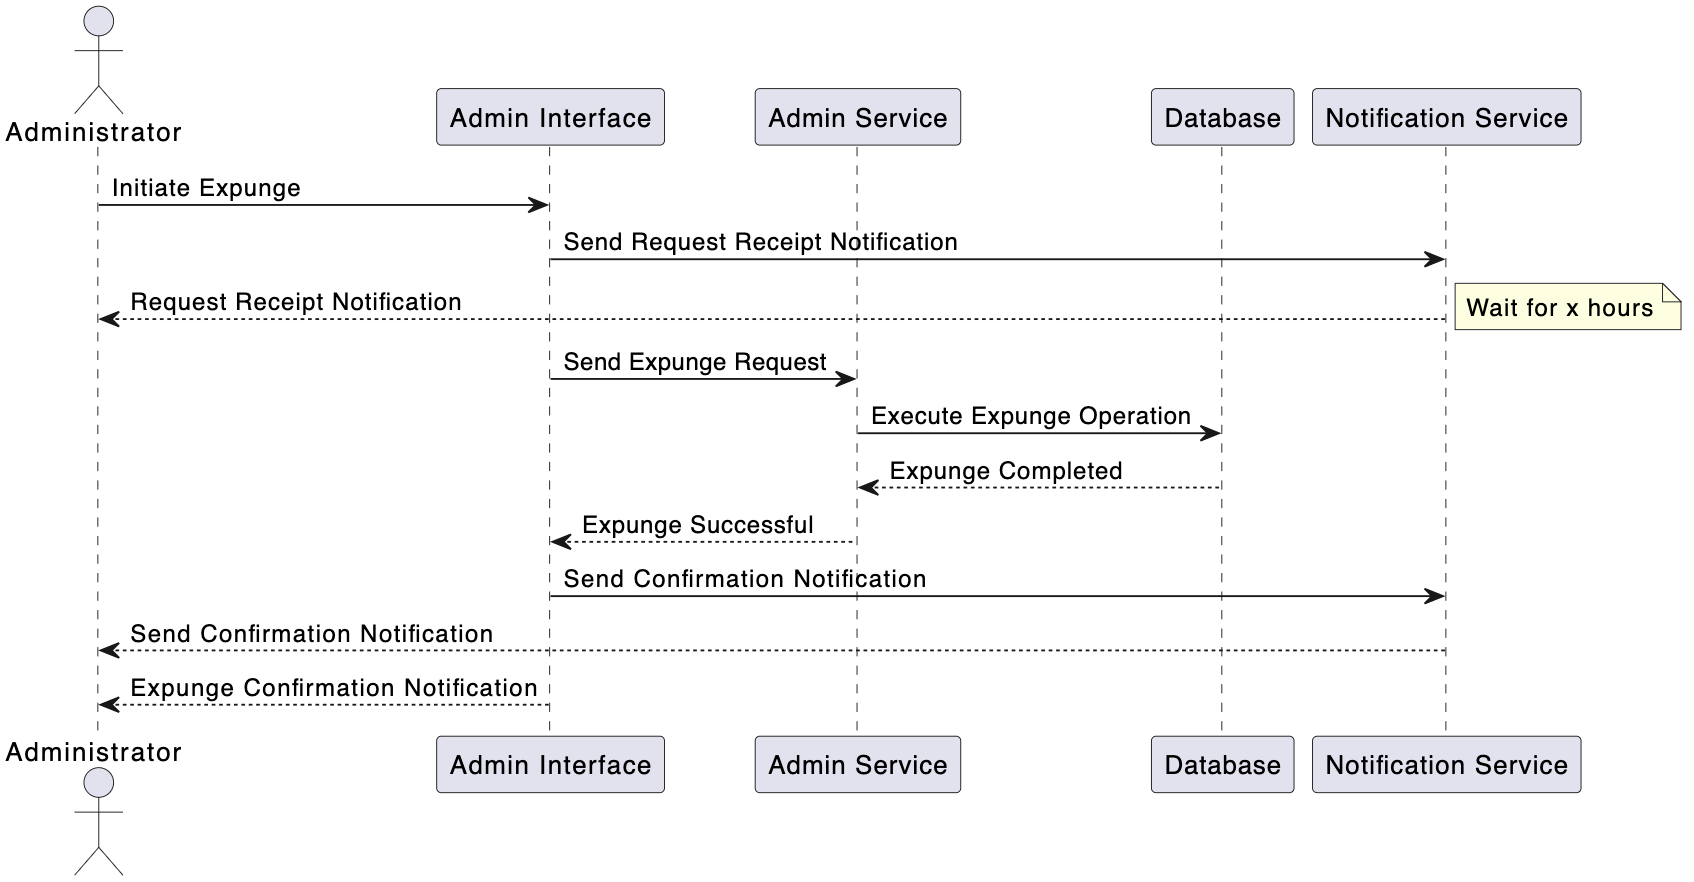 Administrator
Admin Interface
Admin Service
Database
Notification Service
Initiate Expunge
Send Request Receipt Notification
Request Receipt Notification
Wait for x hours
Send Expunge Request
Execute Expunge Operation
Expunge Completed
Expunge Successful
Send Confirmation Notification
Send Confirmation Notification
Expunge Confirmation Notification
Administrator
Admin Interface
Admin Service
Database
Notification Service